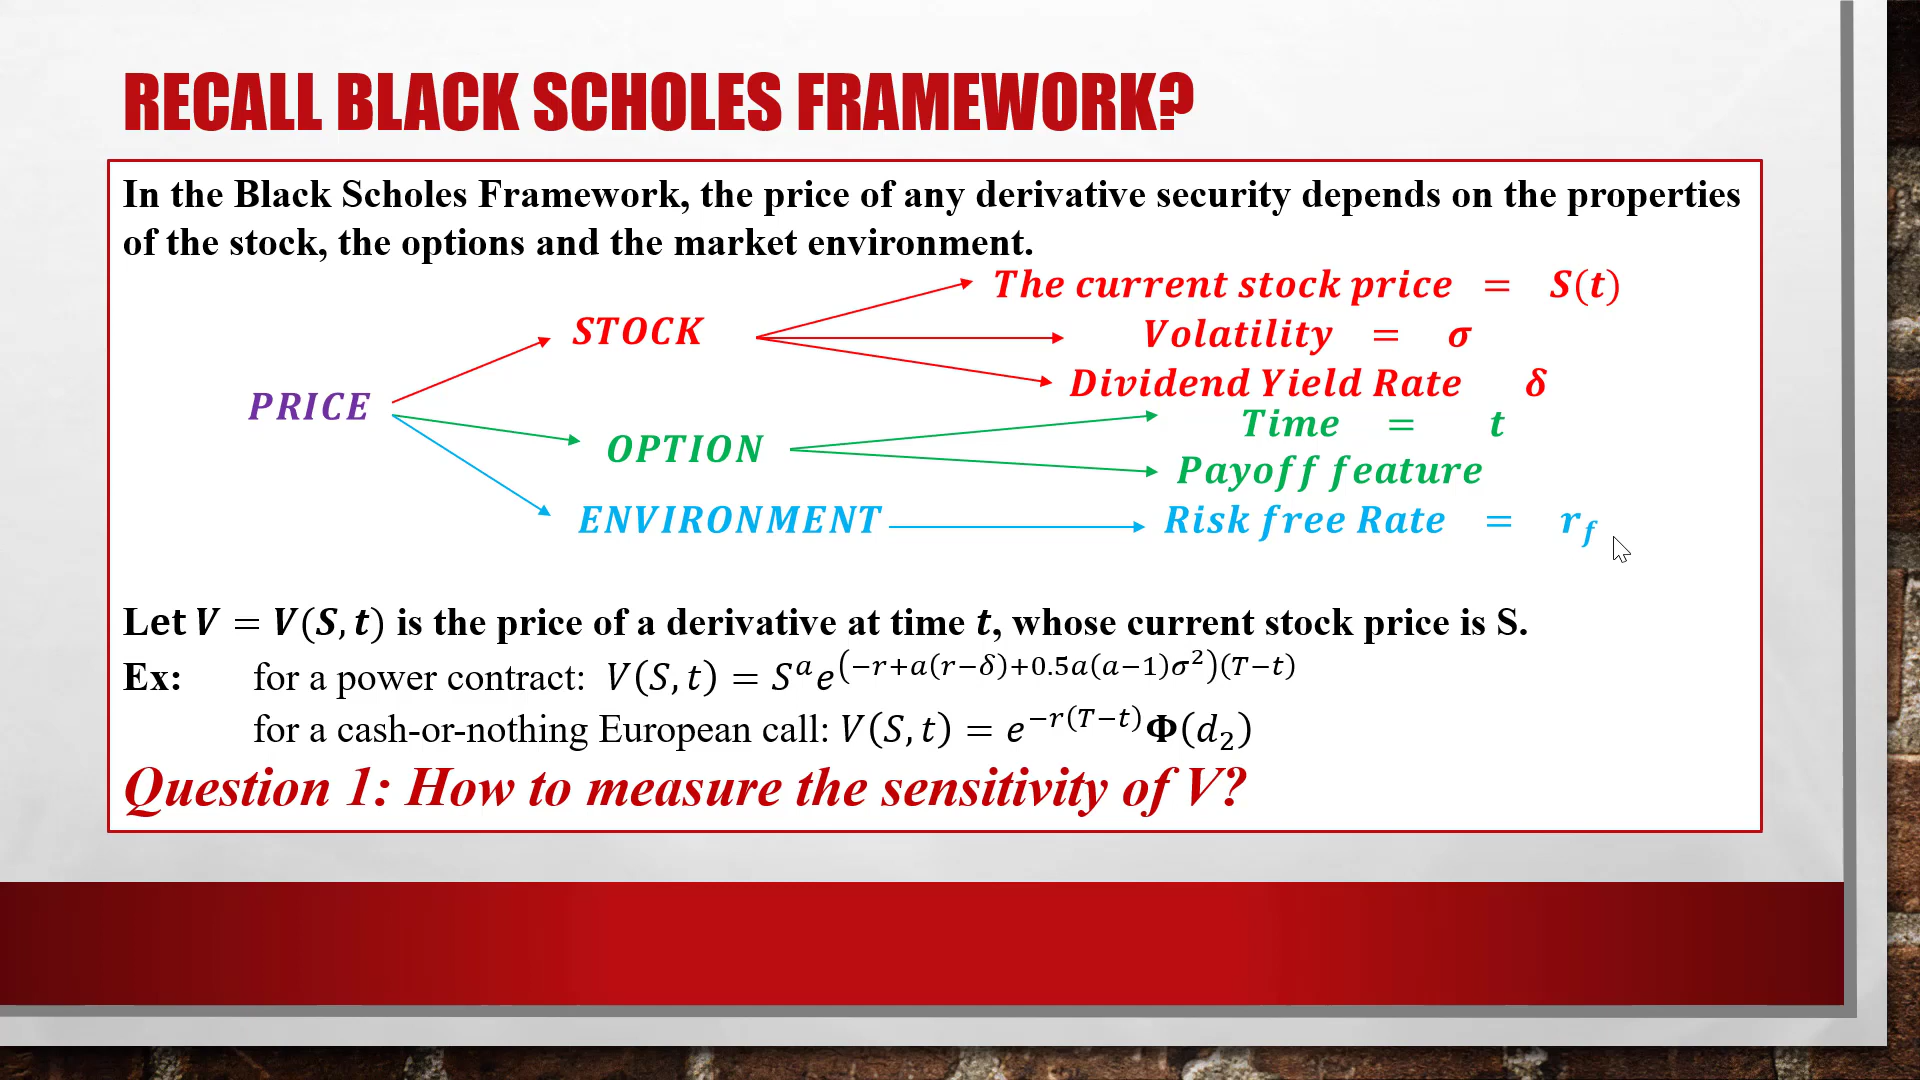 RECALL BLACK SCHOLES FRAMEWORK?
In the Black Scholes Framework, the price of any derivative security depends on the properties
of the stock, the options and the market environment.
The current stock price = S(t)
STOCK
Volatility = σ
Dividend Yield Rate δ
PRICE
Time = t
OPTION
Payoff feature
ENVIRONMENT
Risk free Rate = r_f
Let V = V(S, t) is the price of a derivative at time t, whose current stock price is S.
Ex: for a power contract: V(S, t) = S^a e^(−r+a(r−δ)+0.5a(a−1)σ^2)(T−t)
for a cash-or-nothing European call: V(S, t) = e^−r(T−t) Φ(d_2)
Question 1: How to measure the sensitivity of V?